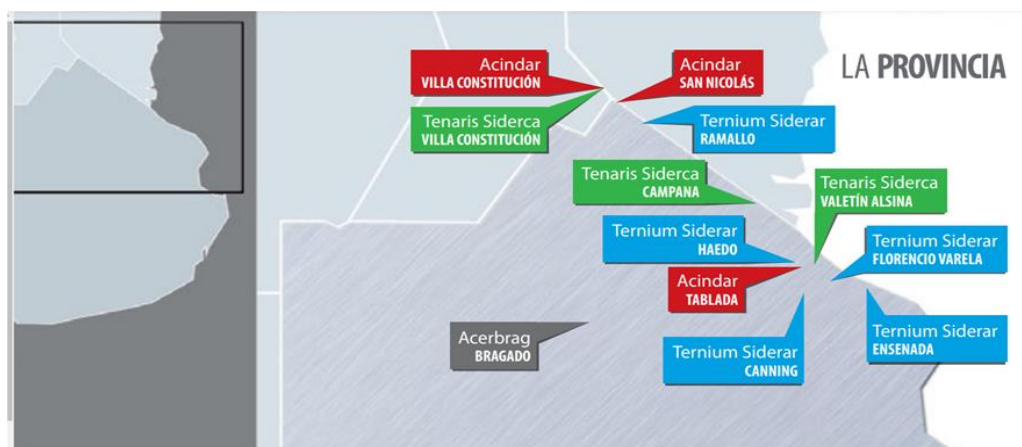 Acindar
VILLA CONSTITUCIÓN
Acindar
SAN NICOLÁS
LA PROVINCIA
Tenaris Siderca
VILLA CONSTITUCIÓN
Ternium Siderar
RAMALLO
Tenaris Siderca
CAMPANA
Tenaris Siderca
VALETÍN ALSINA
Ternium Siderar
HAEDO
Ternium Siderar
FLORENCIO VARELA
Acindar
TABLADA
Acerbrag
BRAGADO
Ternium Siderar
CANNING
Ternium Siderar
ENSENADA